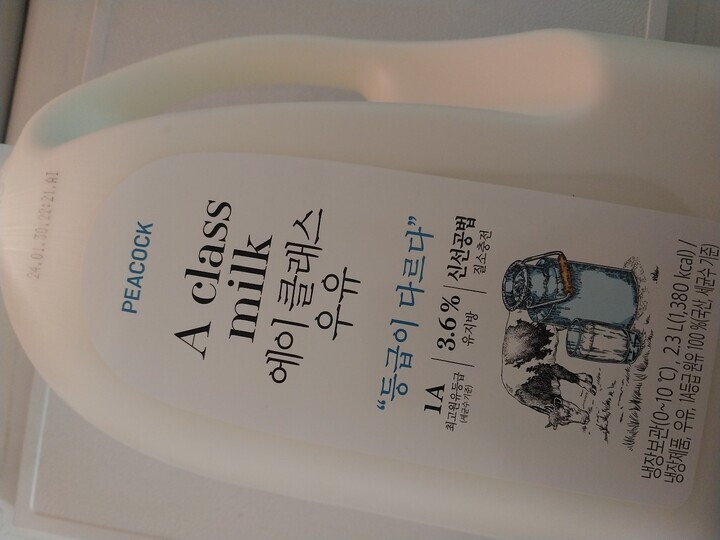 24.01.30.22:21.A1
PEACOCK
A class
milk
에이 클래스
우유
“등급이 다르다”
1A
최고원유등급
(세균수기준)
3.6%
유지방
신선공법
질소충전
냉장보관(0~10 ℃), 2.3 L(1,380 kcal) /
냉장제품, 우유, 1A등급 원유 100 %(국산, 세균수 기준)